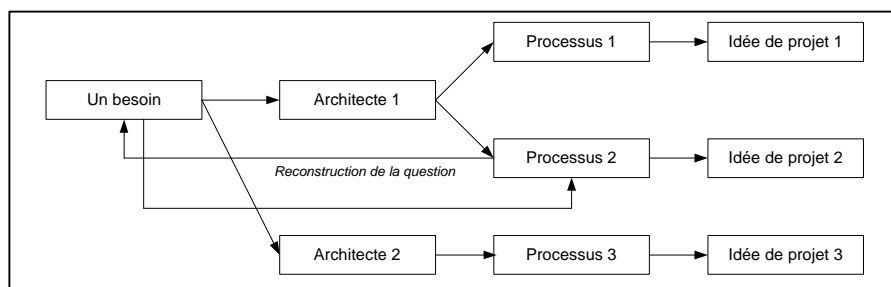 Processus 1
Idée de projet 1
Un besoin
Architecte 1
Processus 2
Idée de projet 2
Reconstruction de la question
Architecte 2
Processus 3
Idée de projet 3